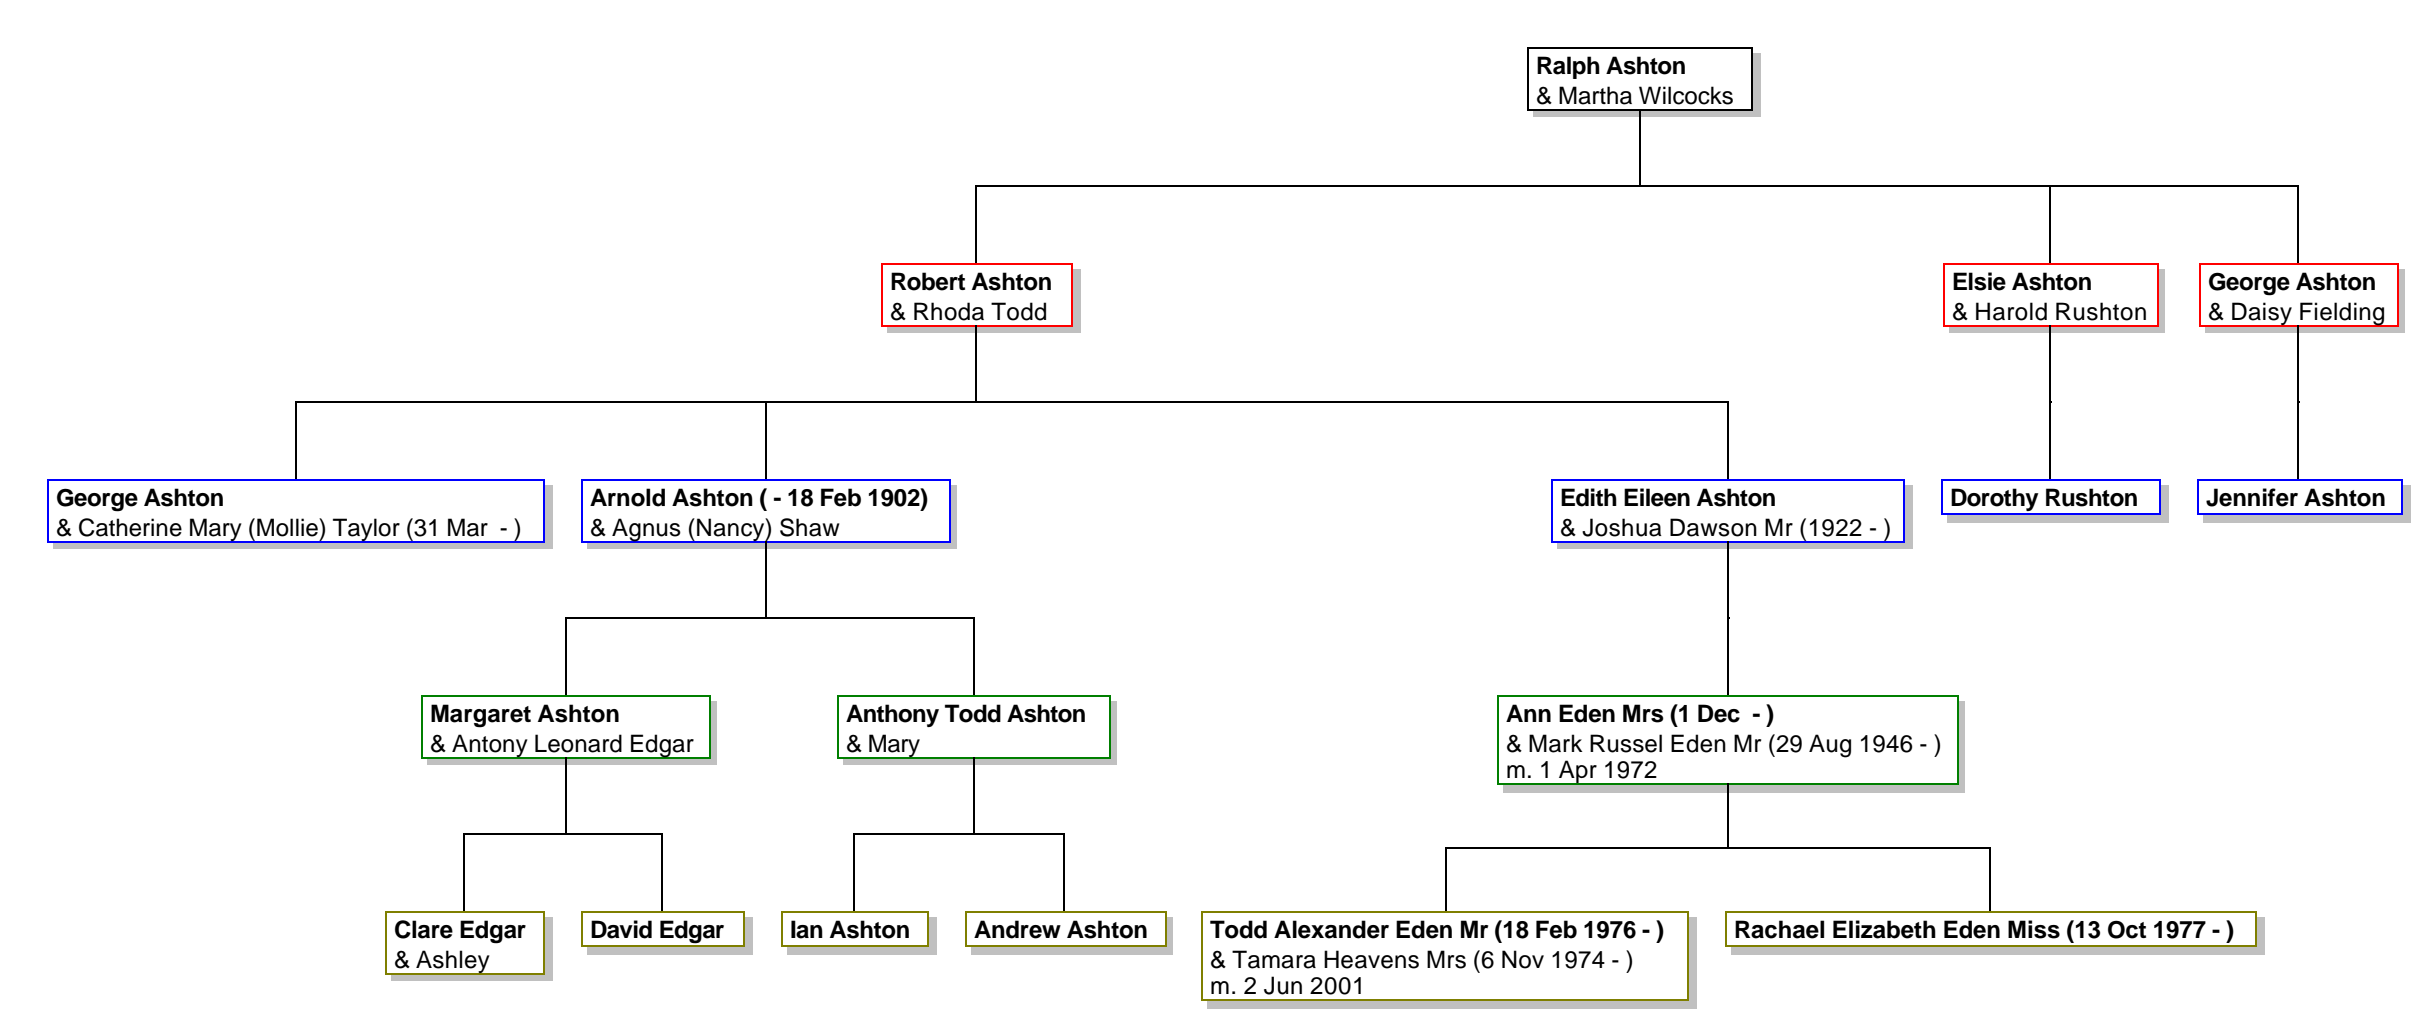 Ralph Ashton
& Martha Wilcocks
Robert Ashton
& Rhoda Todd
Elsie Ashton
& Harold Rushton
George Ashton
& Daisy Fielding
George Ashton
& Catherine Mary (Mollie) Taylor (31 Mar  - )
Arnold Ashton ( - 18 Feb 1902)
& Agnus (Nancy) Shaw
Edith Eileen Ashton
& Joshua Dawson Mr (1922 - )
Dorothy Rushton
Jennifer Ashton
Margaret Ashton
& Antony Leonard Edgar
Anthony Todd Ashton
& Mary
Ann Eden Mrs (1 Dec  - )
& Mark Russel Eden Mr (29 Aug 1946 - )
m. 1 Apr 1972
Clare Edgar
& Ashley
David Edgar
Ian Ashton
Andrew Ashton
Todd Alexander Eden Mr (18 Feb 1976 - )
& Tamara Heavens Mrs (6 Nov 1974 - )
m. 2 Jun 2001
Rachael Elizabeth Eden Miss (13 Oct 1977 - )